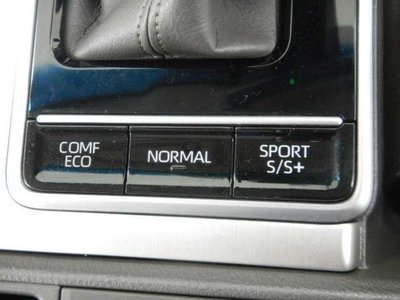 COMF
ECO
NORMAL
SPORT
S/S+